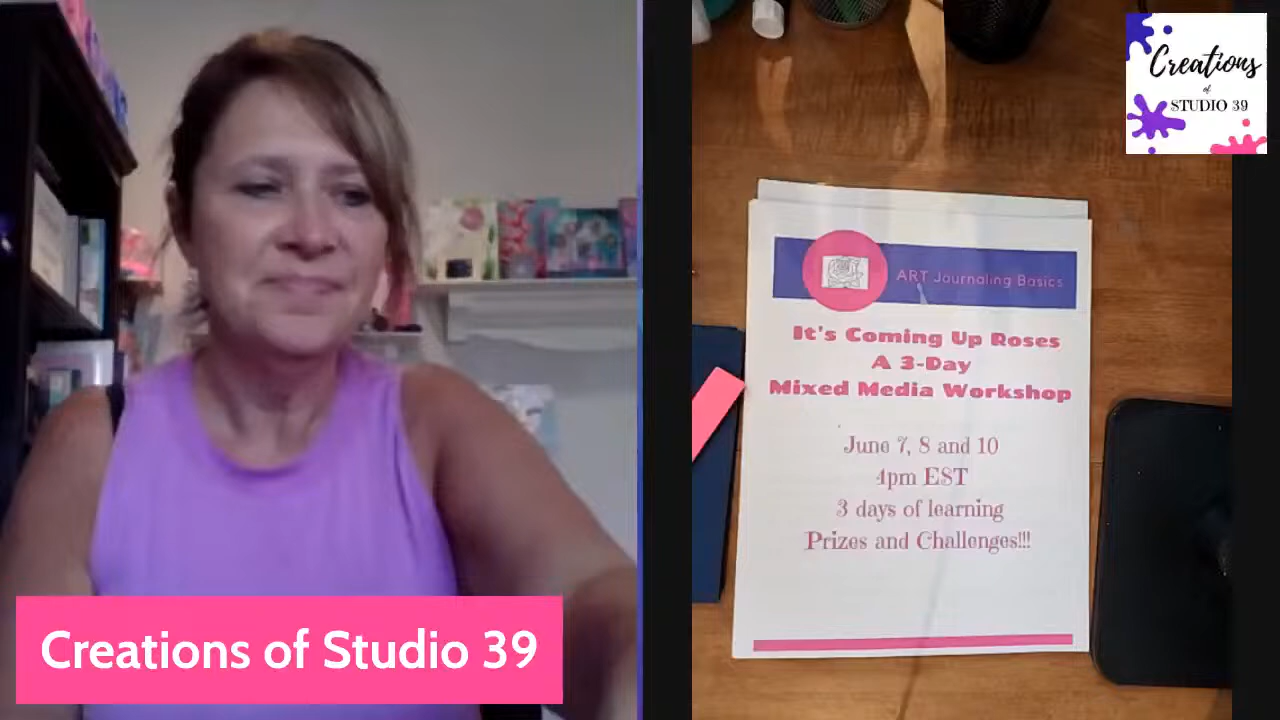 Creations
of
STUDIO 39
ART Journaling Basics
It's Coming Up Roses
A 3-Day
Mixed Media Workshop
June 7, 8 and 10
4pm EST
3 days of learning
Prizes and Challenges!!!
Creations of Studio 39